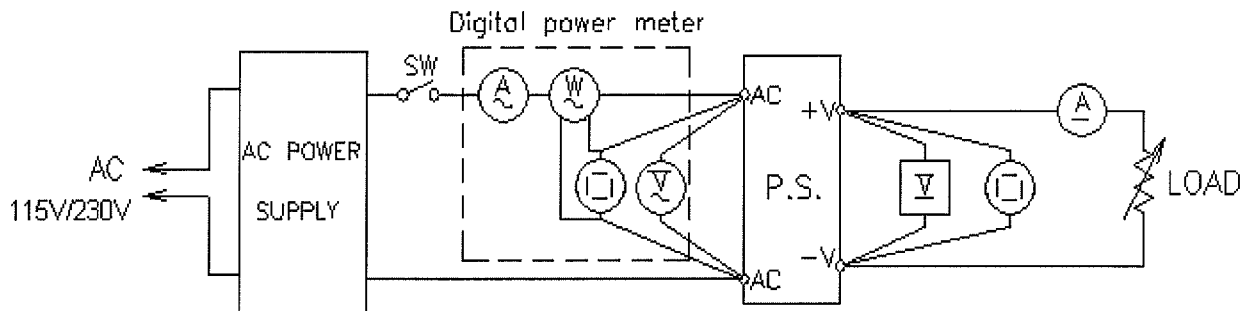 Digital power meter
SW
A
W
AC POWER
SUPPLY
AC
115V/230V
V
AC
AC
P.S.
+V
-V
V
A
LOAD